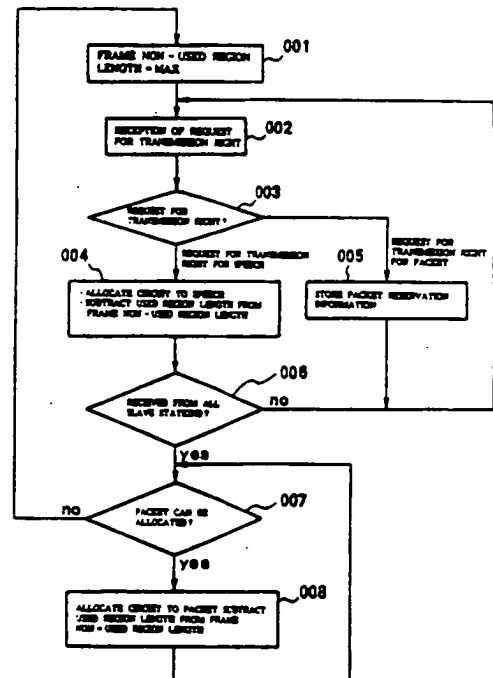 001
FRAME NON-USED REGION
LENGTH-MAX
002
RECEPTION OF REQUEST
FOR TRANSMISSION RIGHT
003
REQUEST FOR
TRANSMISSION RIGHT?
004
REQUEST FOR TRANSMISSION
RIGHT FOR SPEECH
REQUEST FOR
TRANSMISSION RIGHT
FOR PACKET
005
·ALLOCATE CIRCUIT TO SPEECH
·SUBTRACT USED REGION LENGTH FROM
FRAME NON-USED REGION LENGTH
STORE PACKET RESERVATION
INFORMATION
006
RECEIVED FROM ALL
SLAVE STATIONS?
no
yes
007
no
PACKET CAN BE
ALLOCATED?
yes
008
ALLOCATE CIRCUIT TO PACKET SUBTRACT
USED REGION LENGTH FROM FRAME
NON-USED REGION LENGTH